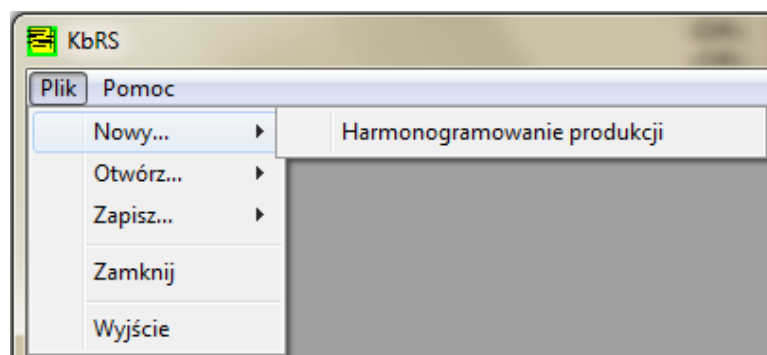 KbRS
Plik Pomoc
Nowy... Harmonogramowanie produkcji
Otwórz...
Zapisz...
Zamknij
Wyjście